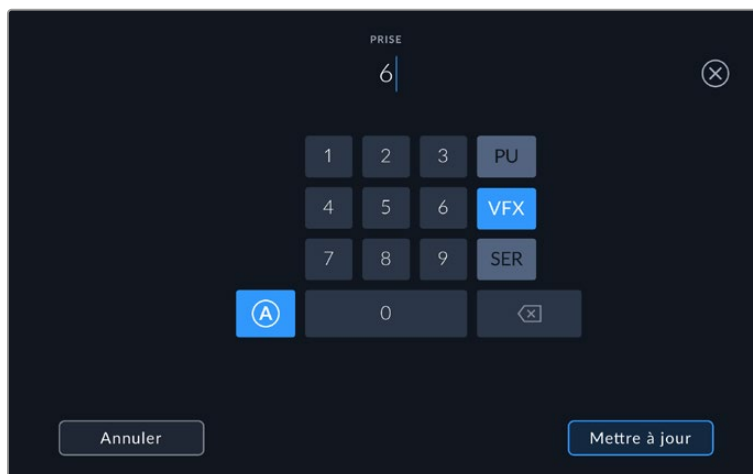 PRISE
6
1 2 3 PU
4 5 6 VFX
7 8 9 SER
A 0
Annuler Mettre à jour